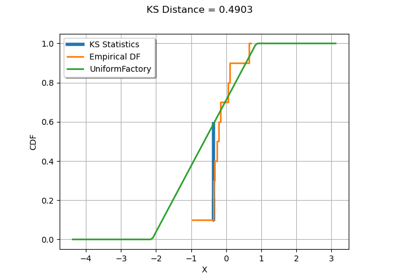 KS Distance = 0.4903
KS Statistics
Empirical DF
UniformFactory
1.0
0.8
0.6
0.4
0.2
0.0
CDF
−4 −3 −2 −1 0 1 2 3
X